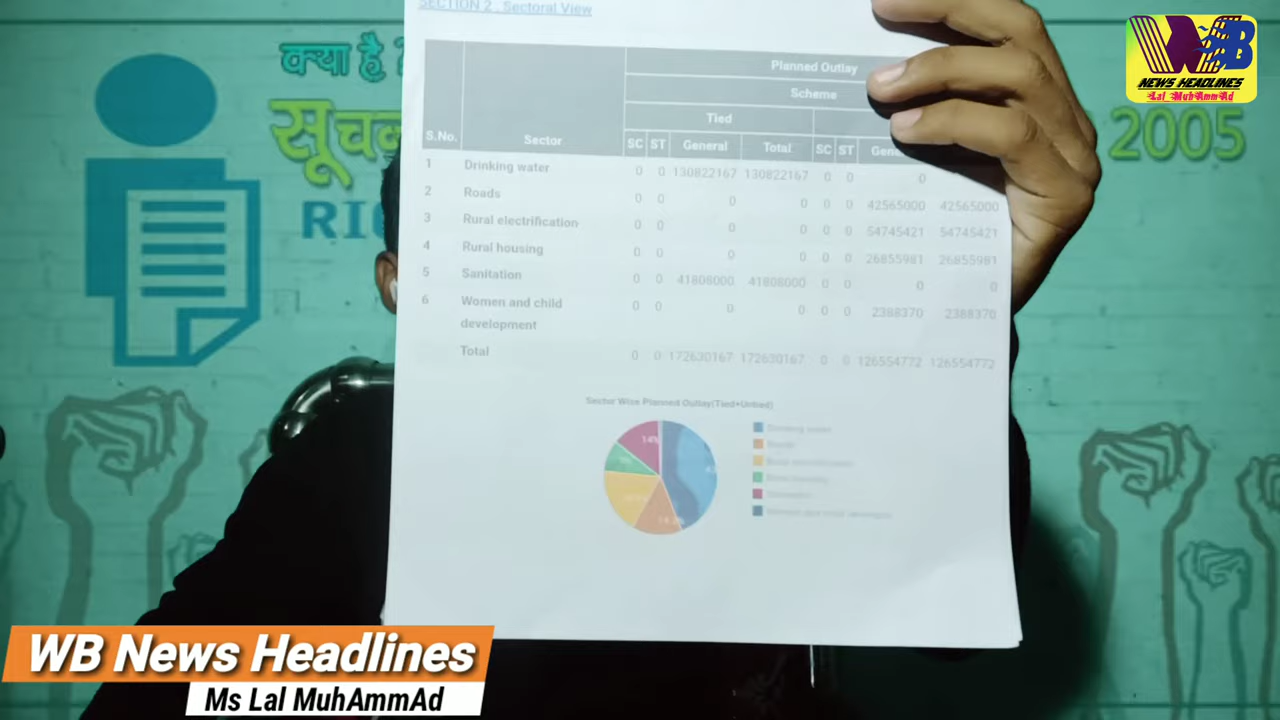 SECTION 2 . Sectoral View
क्या है
सूचन
2005
WB
NEWS HEADLINES
Lal MuhAmmAd
Planned Outlay
Scheme
Tied
S.No. Sector SC ST General Total SC ST
1 Drinking water 0 0 130822167 130822167 0 0 0
2 Roads 0 0 0 0 0 0 42565000 42565000
3 Rural electrification 0 0 0 0 0 0 54745421 54745421
4 Rural housing 0 0 0 0 0 0 26855981 26855981
5 Sanitation 0 0 41808000 41808000 0 0 0 0
6 Women and child 0 0 0 0 0 0 2388370 2388370
development
Total 0 0 172630167 172630167 0 0 126554772 126554772
Sector Wise Planned Outlay(Tied+Untied)
14%
Drinking water
WB News Headlines
Ms Lal MuhAmmAd